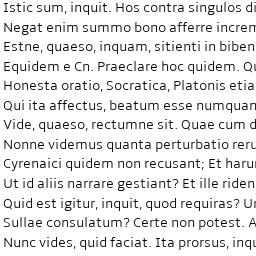 Istic sum, inquit. Hos contra singulos di
Negat enim summo bono afferre increm
Estne, quaeso, inquam, sitienti in biben
Equidem e Cn. Praeclare hoc quidem. Qu
Honesta oratio, Socratica, Platonis etia
Qui ita affectus, beatum esse numquam
Vide, quaeso, rectumne sit. Quae cum d
Nonne videmus quanta perturbatio reru
Cyrenaici quidem non recusant; Et harur
Ut id aliis narrare gestiant? Et ille riden
Quid est igitur, inquit, quod requiras? Ur
Sullae consulatum? Certe non potest. A
Nunc vides, quid faciat. Ita prorsus, inqu